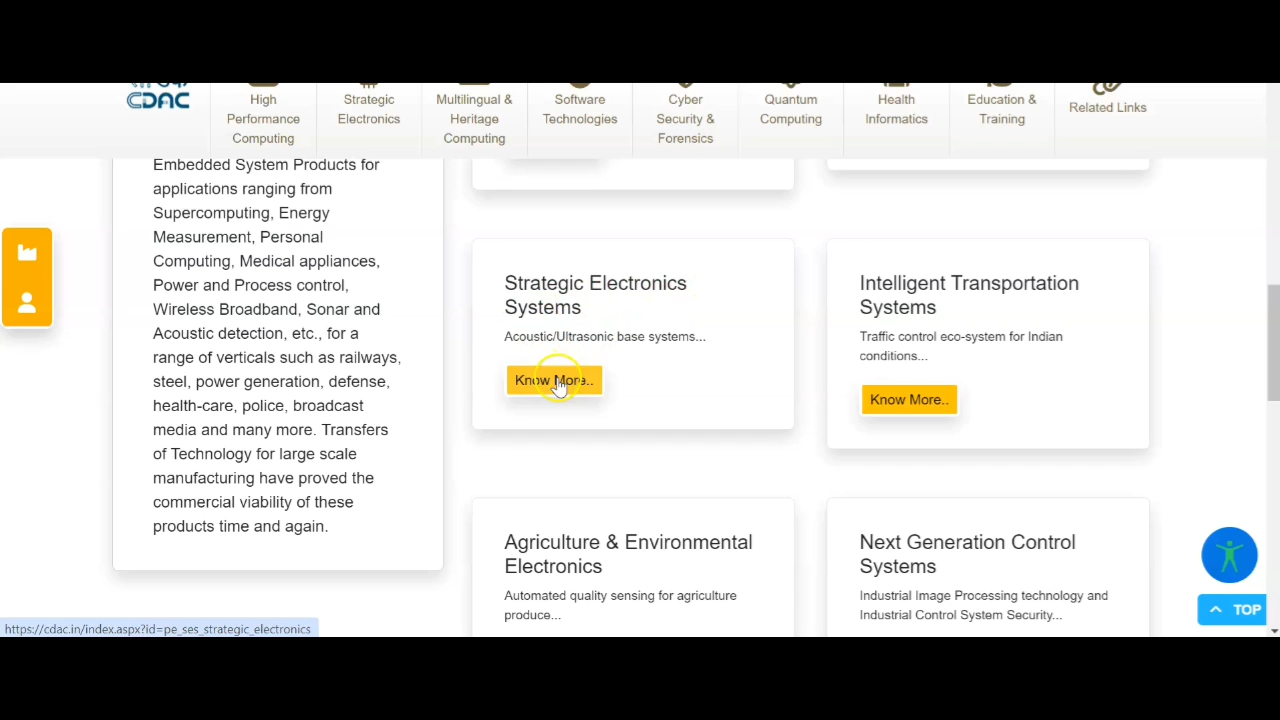 CDAC
High
Performance
Computing
Strategic
Electronics
Multilingual &
Heritage
Computing
Software
Technologies
Cyber
Security &
Forensics
Quantum
Computing
Health
Informatics
Education &
Training
Related Links
Embedded System Products for
applications ranging from
Supercomputing, Energy
Measurement, Personal
Computing, Medical appliances,
Power and Process control,
Wireless Broadband, Sonar and
Acoustic detection, etc., for a
range of verticals such as railways,
steel, power generation, defense,
health-care, police, broadcast
media and many more. Transfers
of Technology for large scale
manufacturing have proved the
commercial viability of these
products time and again.
Strategic Electronics
Systems
Acoustic/Ultrasonic base systems...
Know More..
Intelligent Transportation
Systems
Traffic control eco-system for Indian
conditions...
Know More..
Agriculture & Environmental
Electronics
Automated quality sensing for agriculture
produce...
Next Generation Control
Systems
Industrial Image Processing technology and
Industrial Control System Security...
TOP
https://cdac.in/index.aspx?id=pe_ses_strategic_electronics